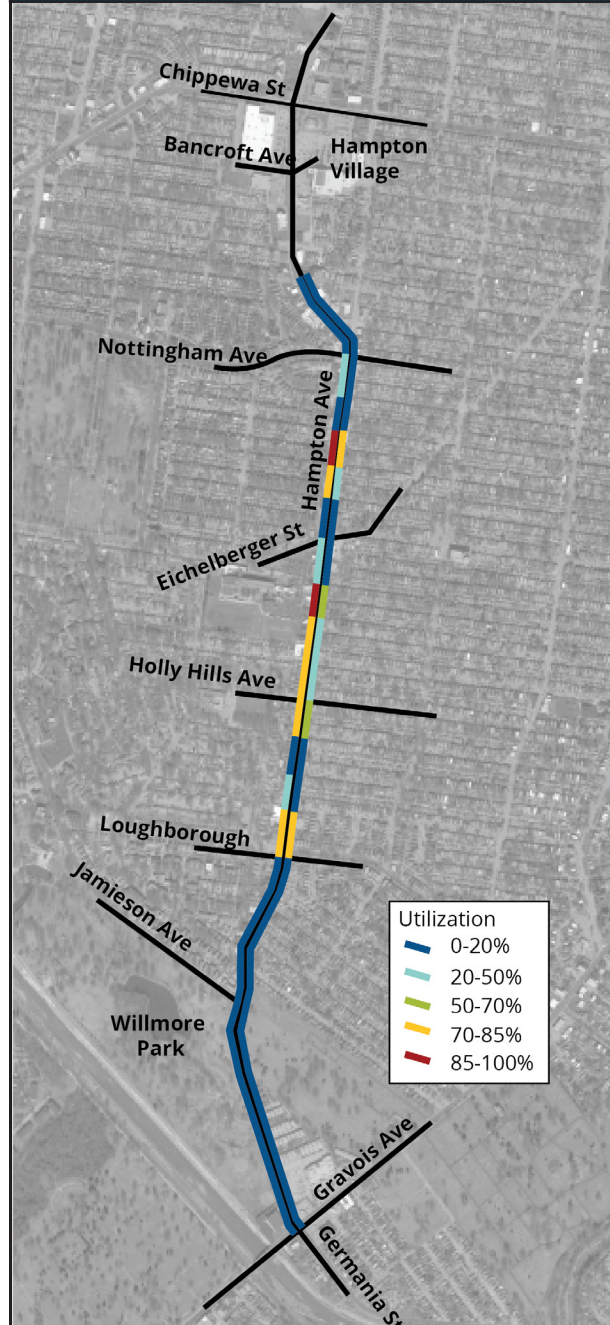 Chippewa St
Bancroft Ave
Hampton
Village
Nottingham Ave
Hampton Ave
Eichelberger St
Holly Hills Ave
Loughborough
Jamieson Ave
Willmore
Park
Utilization
0-20%
20-50%
50-70%
70-85%
85-100%
Gravois Ave
Germania St